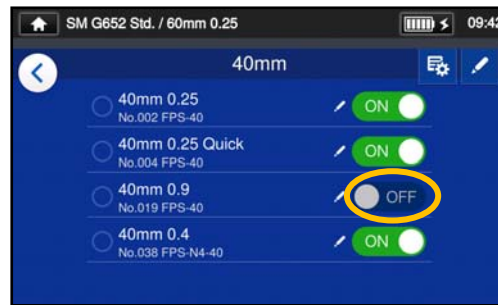 SM G652 Std. / 60mm 0.25 09:42
40mm
40mm 0.25
No.002 FPS-40
ON
40mm 0.25 Quick
No.004 FPS-40
ON
40mm 0.9
No.019 FPS-40
OFF
40mm 0.4
No.038 FPS-N4-40
ON